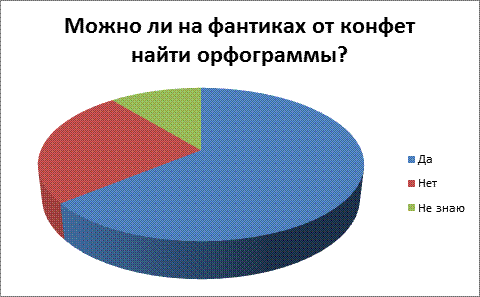 Можно ли на фантиках от конфет
найти орфограммы?
Да
Нет
Не знаю